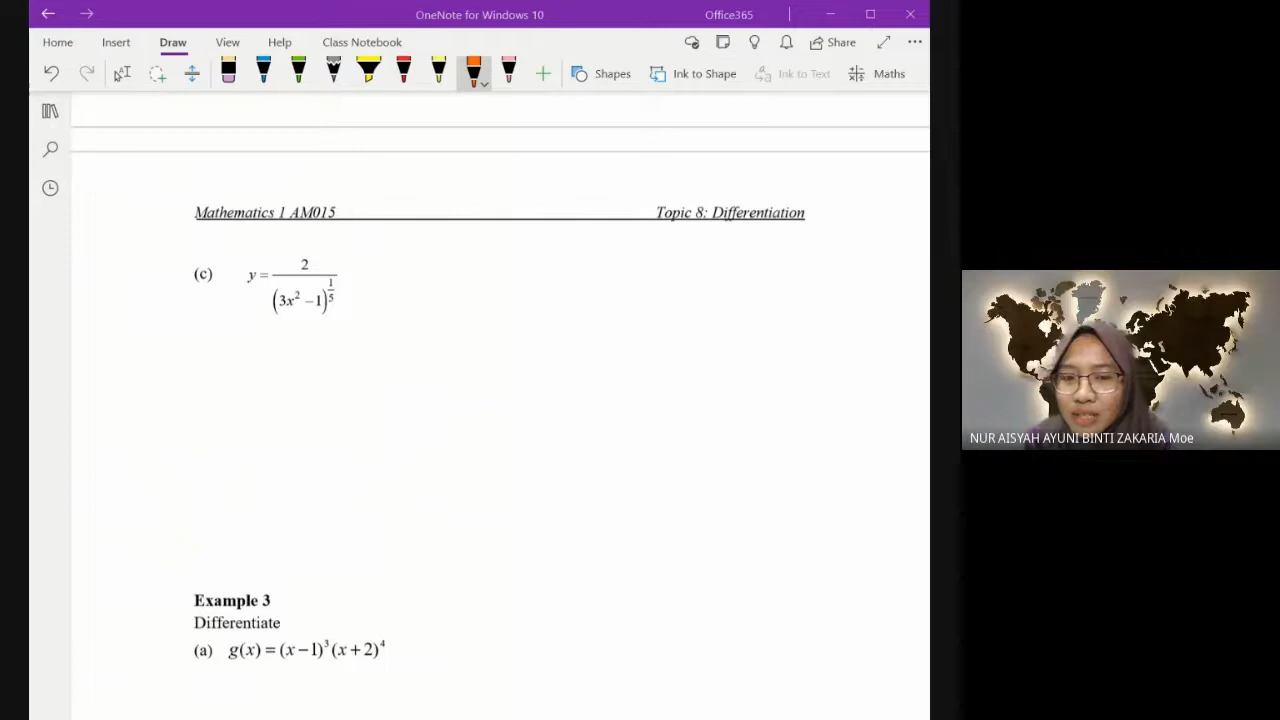 OneNote for Windows 10
Office365
Home Insert Draw View Help Class Notebook Share
Shapes Ink to Shape Ink to Text Maths
Mathematics 1 AM015 Topic 8: Differentiation
(c) y = 2 / (3x² − 1)^(1/5)
Example 3
Differentiate
(a) g(x) = (x − 1)³ (x + 2)⁴
NUR AISYAH AYUNI BINTI ZAKARIA Moe